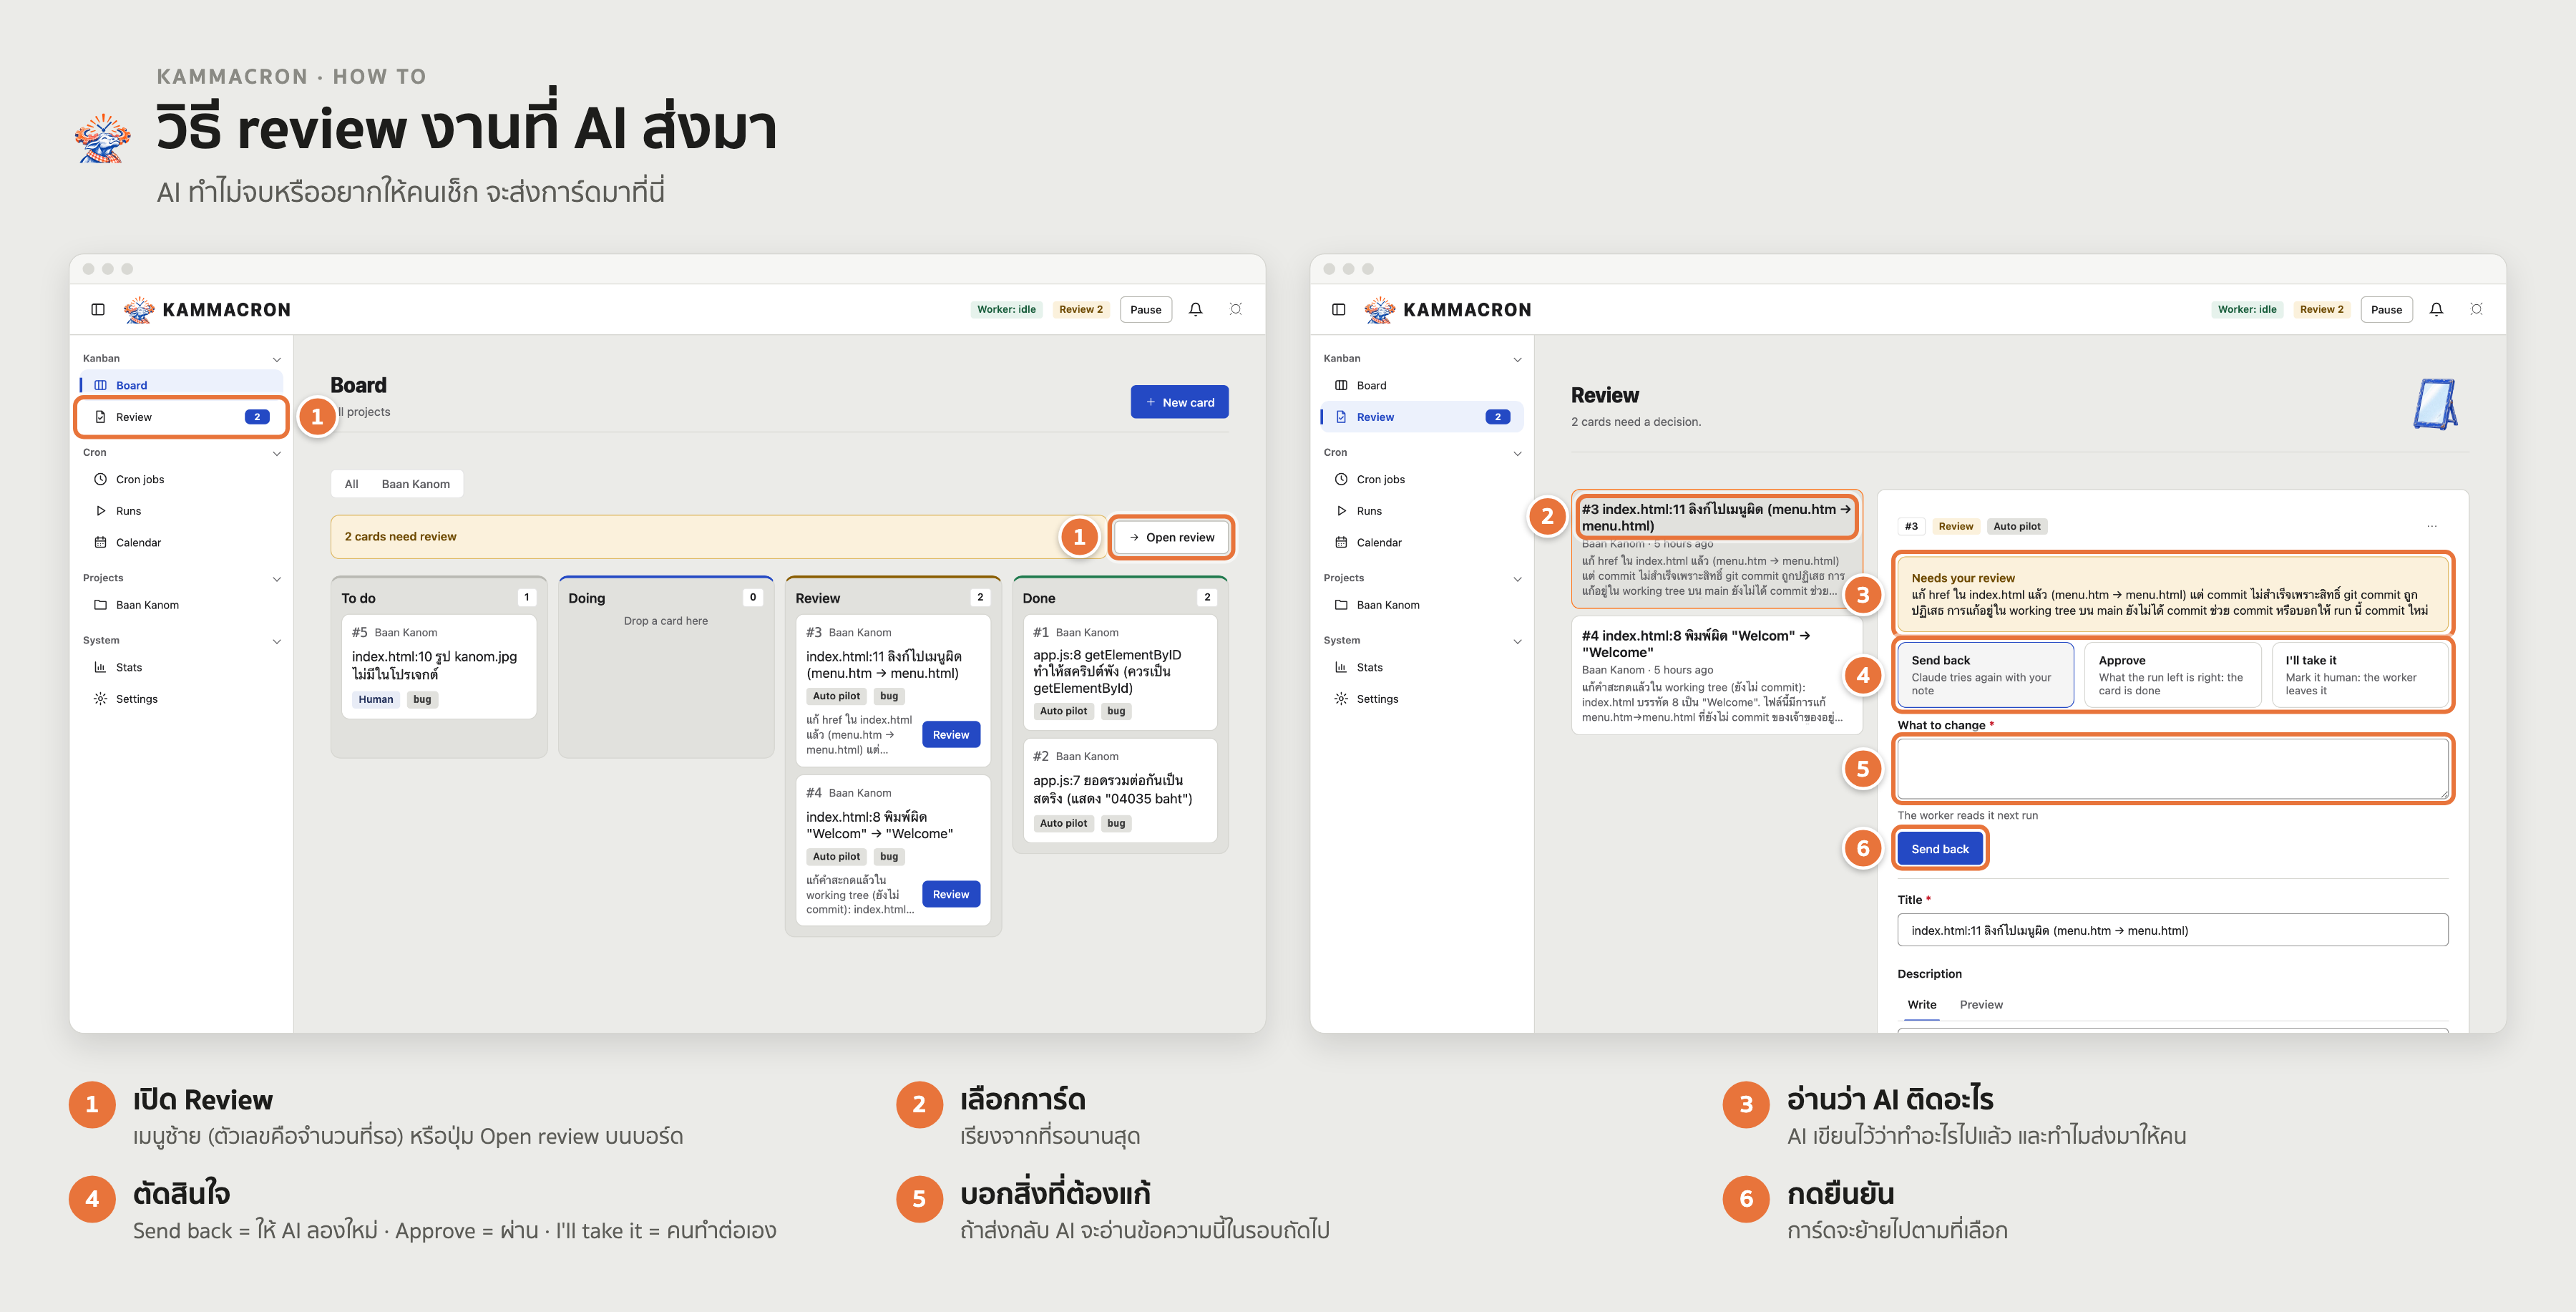 KAMMACRON · HOW TO
วิธี review งานที่ AI ส่งมา
AI ทำไม่จบหรืออยากให้คนเช็ก จะส่งการ์ดมาที่นี่
KAMMACRON
Worker: idle
Review 2
Pause
Kanban
Board
Review
2
Cron
Cron jobs
Runs
Calendar
Projects
Baan Kanom
System
Stats
Settings
1
Board
ll projects
+ New card
All
Baan Kanom
2 cards need review
1
→ Open review
To do
1
#5 Baan Kanom
index.html:10 รูป kanom.jpg
ไม่มีในโปรเจกต์
Human
bug
Doing
0
Drop a card here
Review
2
#3 Baan Kanom
index.html:11 ลิงก์ไปเมนูผิด
(menu.htm → menu.html)
Auto pilot
bug
แก้ href ใน index.html
แล้ว (menu.htm →
menu.html) แต่...
Review
#4 Baan Kanom
index.html:8 พิมพ์ผิด
"Welcom" → "Welcome"
Auto pilot
bug
แก้คำสะกดแล้วใน
working tree (ยังไม่
commit): index.html...
Review
Done
2
#1 Baan Kanom
app.js:8 getElementByID
ทำให้สคริปต์พัง (ควรเป็น
getElementById)
Auto pilot
bug
#2 Baan Kanom
app.js:7 ยอดรวมต่อกันเป็น
สตริง (แสดง "04035 baht")
Auto pilot
bug
KAMMACRON
Worker: idle
Review 2
Pause
Kanban
Board
Review
2
Cron
Cron jobs
Runs
Calendar
Projects
Baan Kanom
System
Stats
Settings
Review
2 cards need a decision.
2
#3 index.html:11 ลิงก์ไปเมนูผิด (menu.htm →
menu.html)
Baan Kanom · 5 hours ago
แก้ href ใน index.html แล้ว (menu.htm → menu.html)
แต่ commit ไม่สำเร็จเพราะสิทธิ์ git commit ถูกปฏิเสธ การ
แก้อยู่ใน working tree บน main ยังไม่ได้ commit ช่วย...
#4 index.html:8 พิมพ์ผิด "Welcom" →
"Welcome"
Baan Kanom · 5 hours ago
แก้คำสะกดแล้วใน working tree (ยังไม่ commit):
index.html บรรทัด 8 เป็น "Welcome". ไฟล์นี้มีการแก้
menu.htm→menu.html ที่ยังไม่ commit ของเจ้าของอยู่...
#3
Review
Auto pilot
...
3
Needs your review
แก้ href ใน index.html แล้ว (menu.htm → menu.html) แต่ commit ไม่สำเร็จเพราะสิทธิ์ git commit ถูก
ปฏิเสธ การแก้อยู่ใน working tree บน main ยังไม่ได้ commit ช่วย commit หรือบอกให้ run นี้ commit ใหม่
4
Send back
Claude tries again with your
note
Approve
What the run left is right: the
card is done
I'll take it
Mark it human: the worker
leaves it
What to change *
5
The worker reads it next run
6
Send back
Title *
index.html:11 ลิงก์ไปเมนูผิด (menu.htm → menu.html)
Description
Write
Preview
1
เปิด Review
เมนูซ้าย (ตัวเลขคือจำนวนที่รอ) หรือปุ่ม Open review บนบอร์ด
2
เลือกการ์ด
เรียงจากที่รอนานสุด
3
อ่านว่า AI ติดอะไร
AI เขียนไว้ว่าทำอะไรไปแล้ว และทำไมส่งมาให้คน
4
ตัดสินใจ
Send back = ให้ AI ลองใหม่ · Approve = ผ่าน · I'll take it = คนทำต่อเอง
5
บอกสิ่งที่ต้องแก้
ถ้าส่งกลับ AI จะอ่านข้อความนี้ในรอบถัดไป
6
กดยืนยัน
การ์ดจะย้ายไปตามที่เลือก